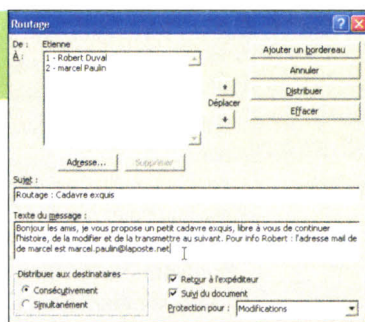 Routage
De : Etienne
À :
1 - Robert Duval
2 - marcel Paulin
Déplacer
Adresse...
Supprimer
Ajouter un bordereau
Annuler
Distribuer
Effacer
Sujet :
Routage : Cadavre exquis
Texte du message :
Bonjour les amis, je vous propose un petit cadavre exquis, libre à vous de continuer
l'histoire, de la modifier et de la transmettre au suivant. Pour info Robert : l'adresse mail de
de marcel est marcel.paulin@laposte.net
Distribuer aux destinataires
Consécutivement
Simultanément
Retour à l'expéditeur
Suivi du document
Protection pour : Modifications